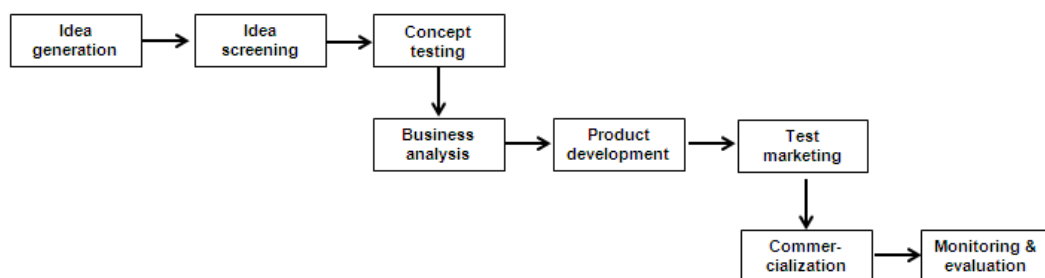 Idea
generation
Idea
screening
Concept
testing
Business
analysis
Product
development
Test
marketing
Commer-
cialization
Monitoring &
evaluation